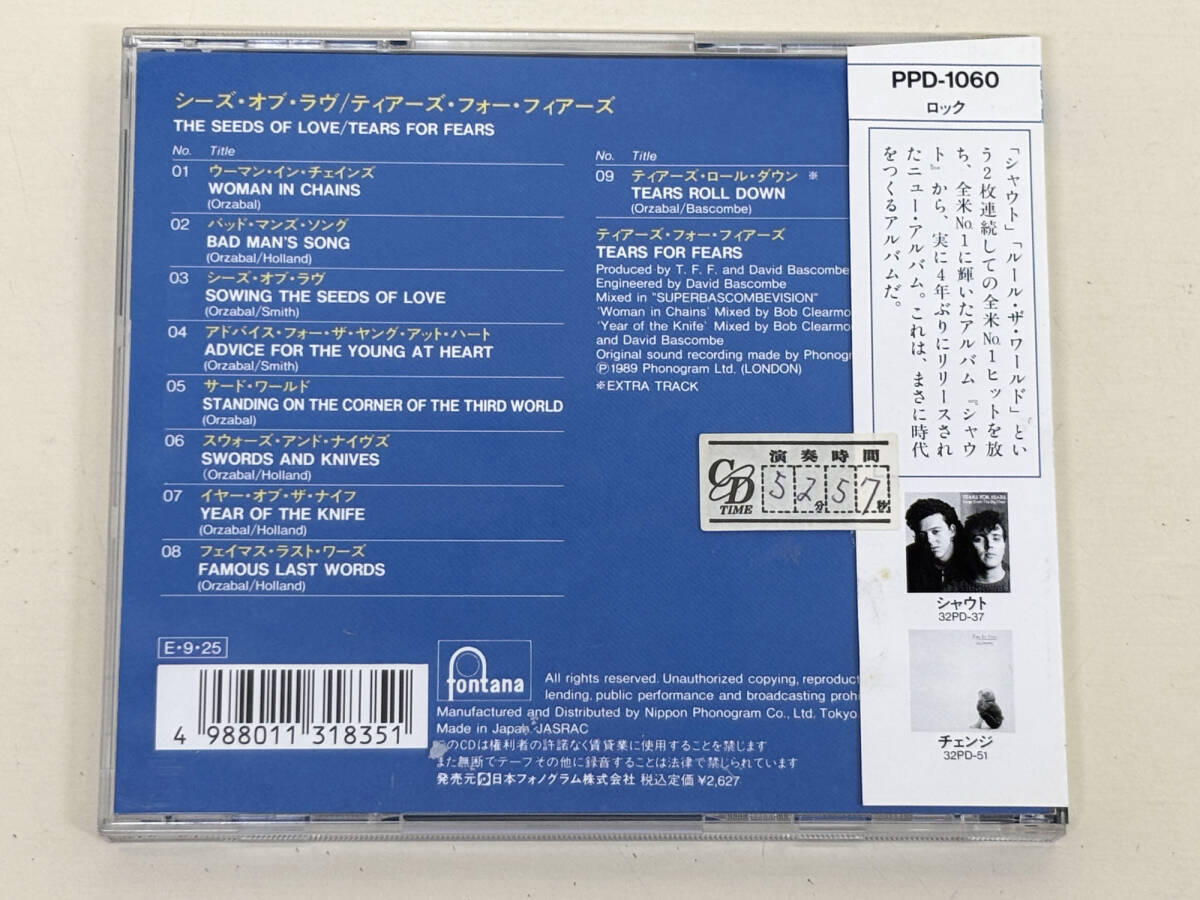 シーズ・オブ・ラヴ/ティアーズ・フォー・フィアーズ
THE SEEDS OF LOVE/TEARS FOR FEARS
No. Title
01 ウーマン・イン・チェインズ
WOMAN IN CHAINS
(Orzabal)
02 バッド・マンズ・ソング
BAD MAN'S SONG
(Orzabal/Holland)
03 シーズ・オブ・ラヴ
SOWING THE SEEDS OF LOVE
(Orzabal/Smith)
04 アドバイス・フォー・ザ・ヤング・アット・ハート
ADVICE FOR THE YOUNG AT HEART
(Orzabal/Smith)
05 サード・ワールド
STANDING ON THE CORNER OF THE THIRD WORLD
(Orzabal)
06 スウォーズ・アンド・ナイヴズ
SWORDS AND KNIVES
(Orzabal/Holland)
07 イヤー・オブ・ザ・ナイフ
YEAR OF THE KNIFE
(Orzabal/Holland)
08 フェイマス・ラスト・ワーズ
FAMOUS LAST WORDS
(Orzabal/Holland)
No. Title
09 ティアーズ・ロール・ダウン ※
TEARS ROLL DOWN
(Orzabal/Bascombe)
ティアーズ・フォー・フィアーズ
TEARS FOR FEARS
Produced by T. F. F. and David Bascombe
Engineered by David Bascombe
Mixed in "SUPERBASCOMBEVISION"
'Woman in Chains' Mixed by Bob Clearmo
'Year of the Knife' Mixed by Bob Clearmo
and David Bascombe
Original sound recording made by Phonogr
Ⓟ1989 Phonogram Ltd. (LONDON)
※EXTRA TRACK
演奏時間
CD TIME 52分57秒
E・9・25
4 988011 318351
fontana
All rights reserved. Unauthorized copying, reproduct
lending, public performance and broadcasting prohi
Manufactured and Distributed by Nippon Phonogram Co., Ltd. Tokyo
Made in Japan JASRAC
のCDは権利者の許諾なく賃貸業に使用することを禁じます
また無断でテープその他に録音することは法律で禁じられています
発売元 日本フォノグラム株式会社 税込定価¥2,627
PPD-1060
ロック
「シャウト」「ルール・ザ・ワールド」とい
う2枚連続しての全米No.1ヒットを放
ち、全米No.1に輝いたアルバム『シャウ
ト』から、実に4年ぶりにリリースされ
たニュー・アルバム。これは、まさに時代
をつくるアルバムだ。
TEARS FOR FEARS
シャウト
32PD-37
チェンジ
32PD-51